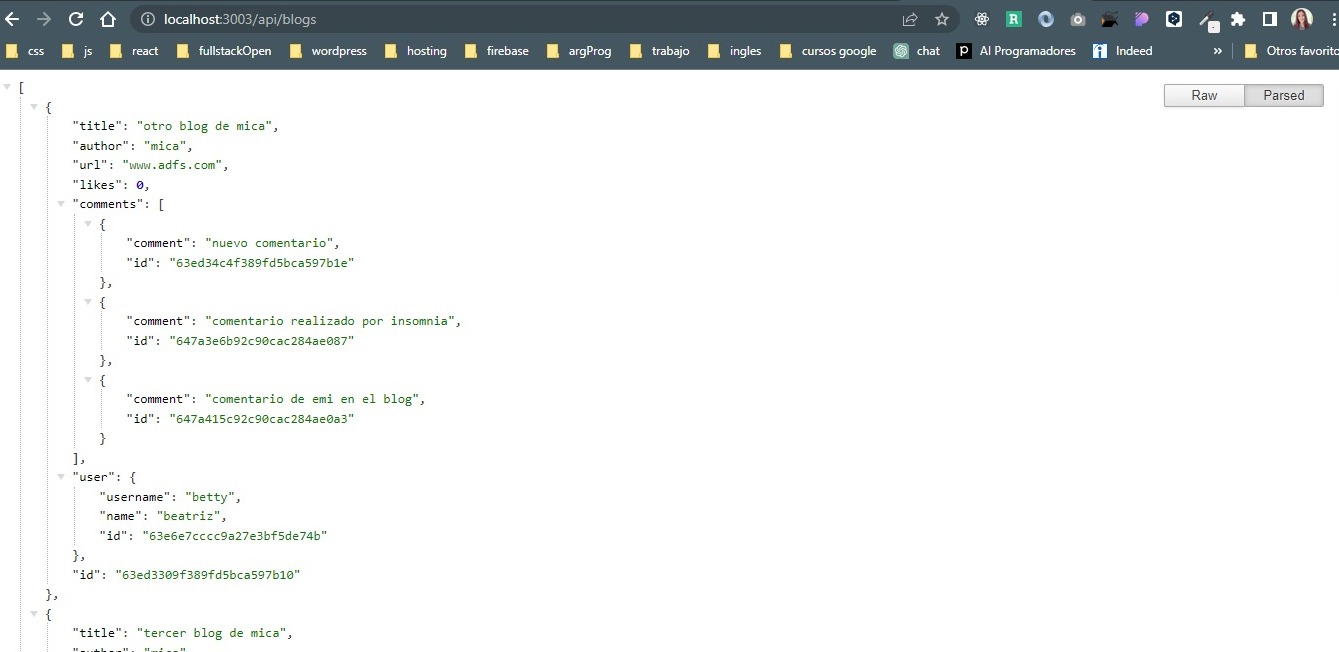 localhost:3003/api/blogs
R
css js react fullstackOpen wordpress hosting firebase argProg trabajo ingles cursos google chat p AI Programadores Indeed » Otros favorito
Raw Parsed
[
{
"title": "otro blog de mica",
"author": "mica",
"url": "www.adfs.com",
"likes": 0,
"comments": [
{
"comment": "nuevo comentario",
"id": "63ed34c4f389fd5bca597b1e"
},
{
"comment": "comentario realizado por insomnia",
"id": "647a3e6b92c90cac284ae087"
},
{
"comment": "comentario de emi en el blog",
"id": "647a415c92c90cac284ae0a3"
}
],
"user": {
"username": "betty",
"name": "beatriz",
"id": "63e6e7cccc9a27e3bf5de74b"
},
"id": "63ed3309f389fd5bca597b10"
},
{
"title": "tercer blog de mica",
"author": "mica",